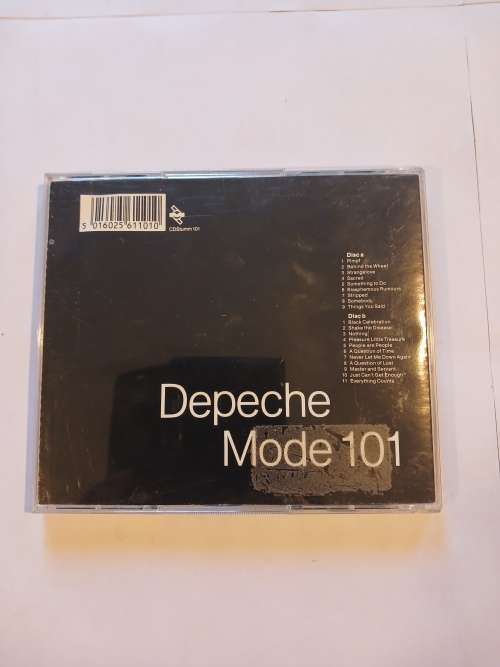 5 016025 611010
CDStumm 101
Disc a
1 Pimpf
2 Behind the Wheel
3 Strangelove
4 Sacred
5 Something to Do
6 Blasphemous Rumours
7 Stripped
8 Somebody
9 Things You Said
Disc b
1 Black Celebration
2 Shake the Disease
3 Nothing
4 Pleasure Little Treasure
5 People are People
6 A Question of Time
7 Never Let Me Down Again
8 A Question of Lust
9 Master and Servant
10 Just Can't Get Enough
11 Everything Counts
Depeche
Mode 101